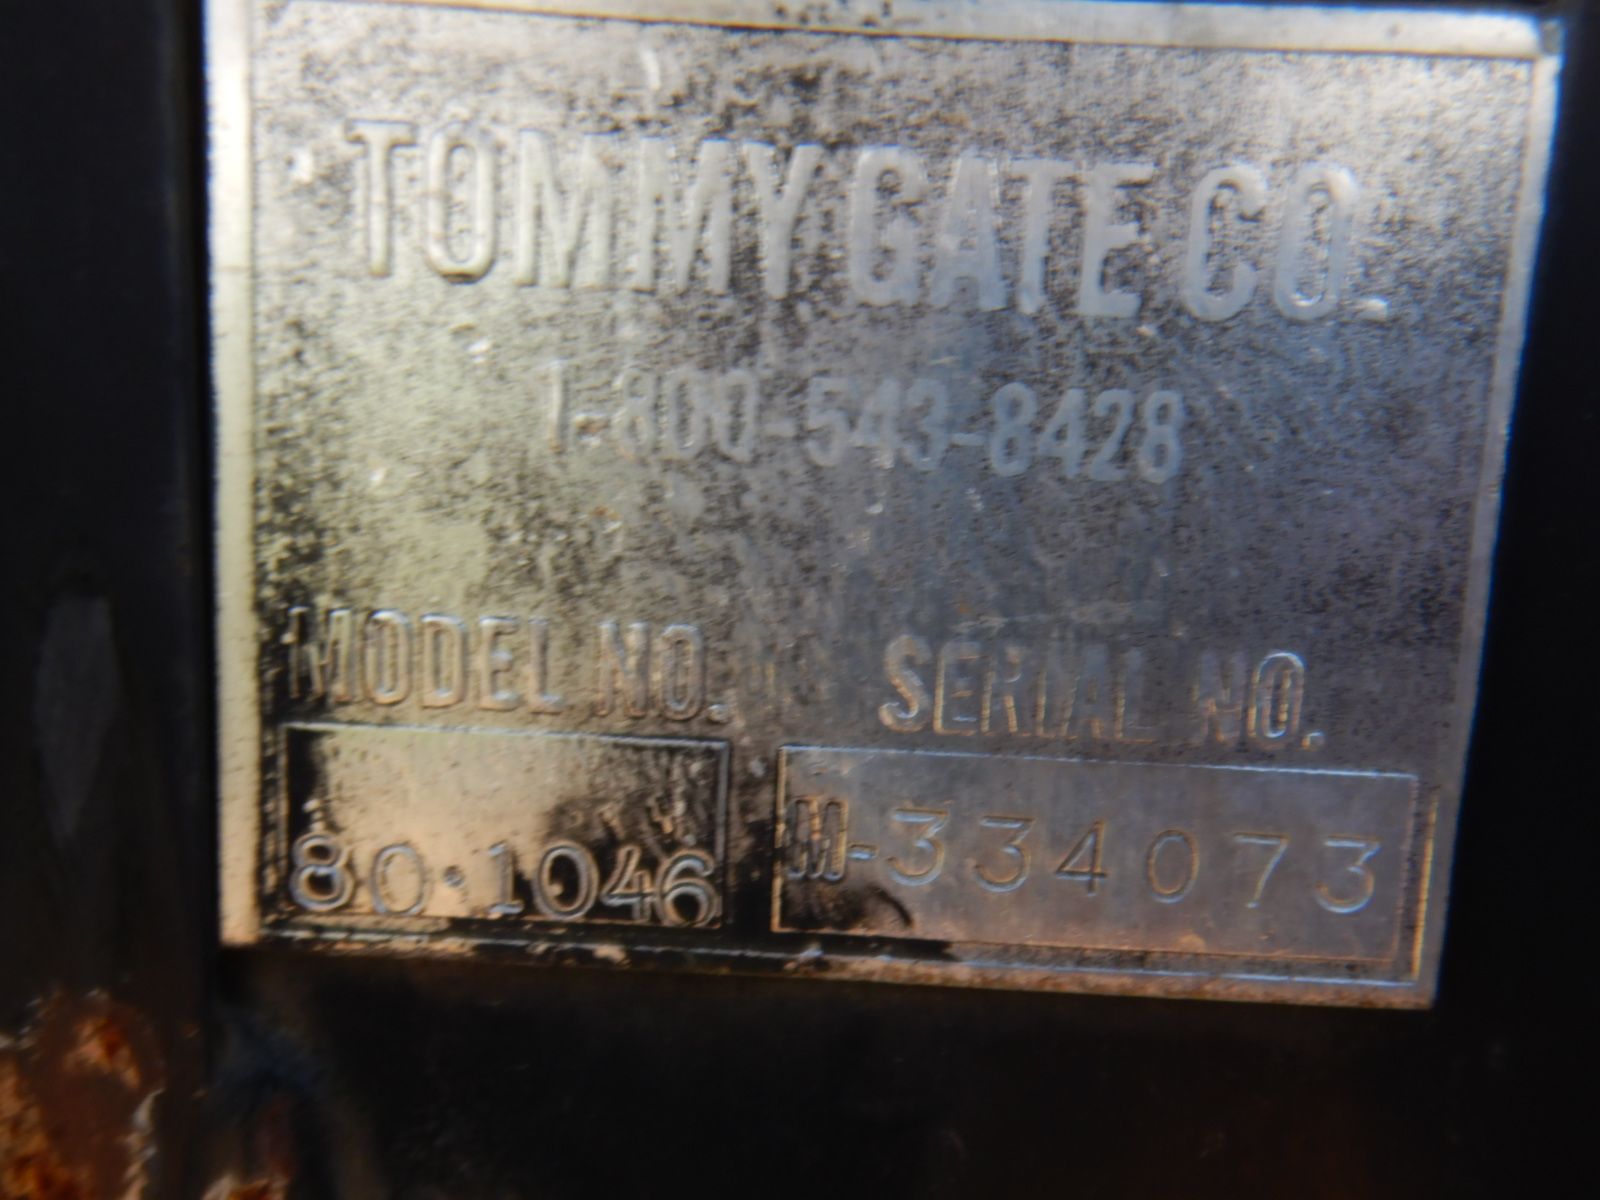 TOMMY GATE CO.
1-800-543-8428
MODEL NO. SERIAL NO.
80-1046 M-334073